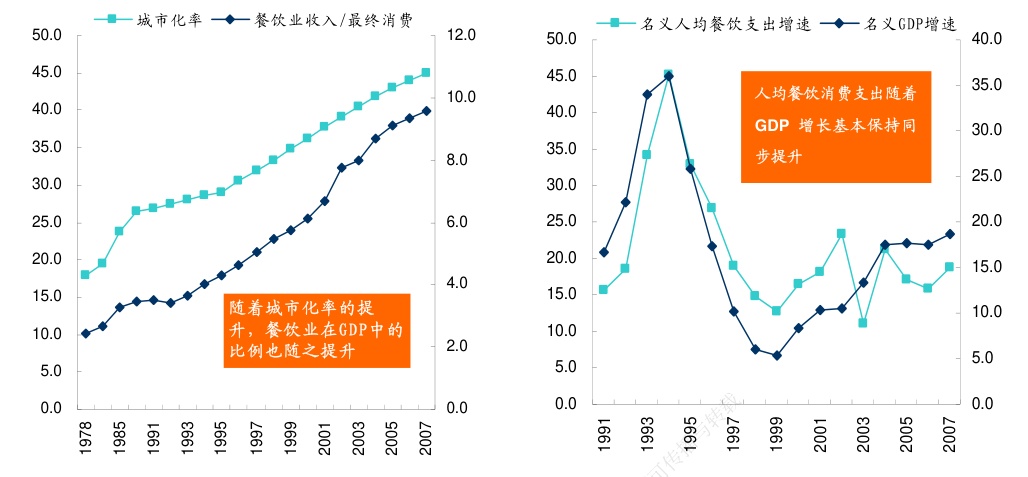 城市化率 餐饮业收入/最终消费
50.0 12.0
45.0
40.0 10.0
35.0
30.0 8.0
25.0 6.0
20.0
15.0 4.0
10.0 2.0
5.0
0.0 0.0
随着城市化率的提
升，餐饮业在GDP中的
比例也随之提升
1978 1985 1991 1993 1995 1997 1999 2001 2003 2005 2007
名义人均餐饮支出增速 名义GDP增速
50.0 40.0
45.0 35.0
40.0
35.0 30.0
30.0 25.0
25.0 20.0
20.0 15.0
15.0
10.0 10.0
5.0 5.0
0.0 0.0
人均餐饮消费支出随着
GDP 增长基本保持同
步提升
1991 1993 1995 1997 1999 2001 2003 2005 2007
可传播与转载